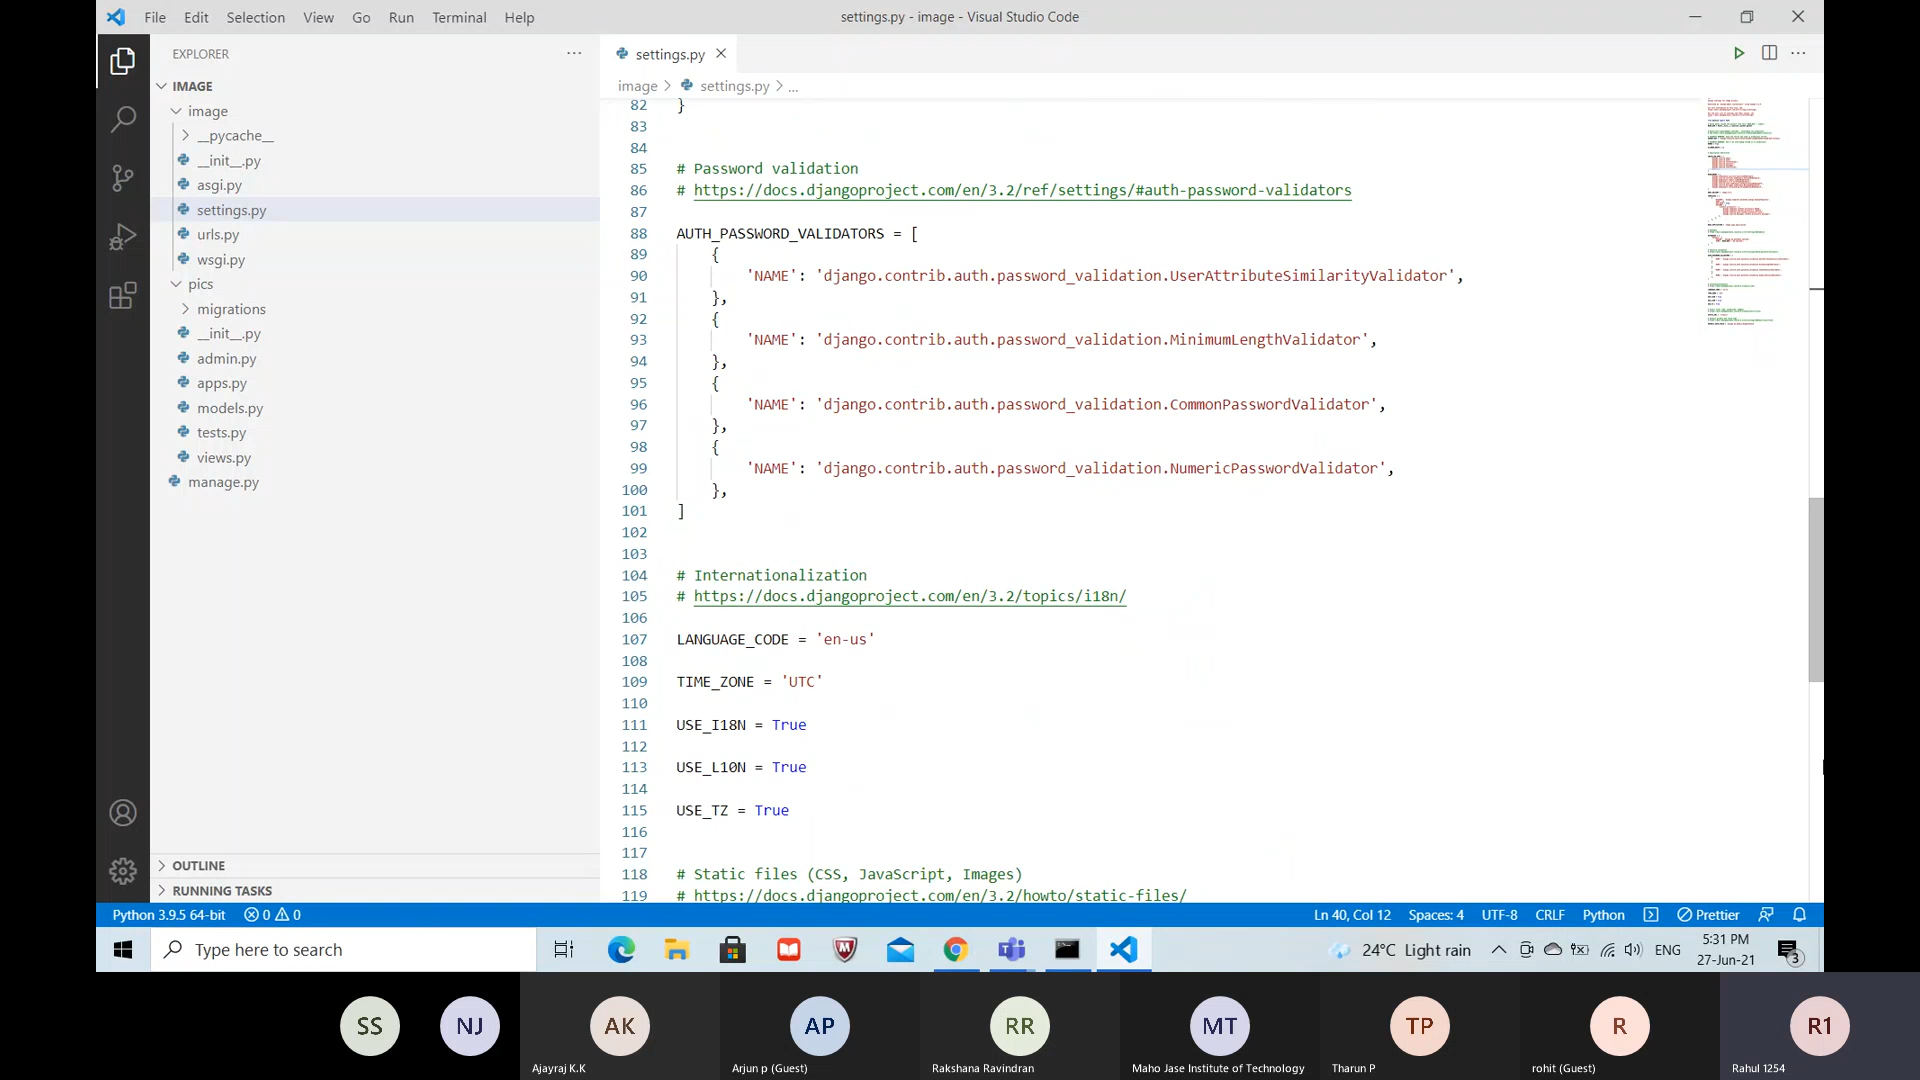 File Edit Selection View Go Run Terminal Help
settings.py - image - Visual Studio Code
EXPLORER
IMAGE
image
__pycache__
__init__.py
asgi.py
settings.py
urls.py
wsgi.py
pics
migrations
__init__.py
admin.py
apps.py
models.py
tests.py
views.py
manage.py
OUTLINE
RUNNING TASKS
settings.py
image > settings.py > ...
82 }
83
84
85 # Password validation
86 # https://docs.djangoproject.com/en/3.2/ref/settings/#auth-password-validators
87
88 AUTH_PASSWORD_VALIDATORS = [
89 {
90 'NAME': 'django.contrib.auth.password_validation.UserAttributeSimilarityValidator',
91 },
92 {
93 'NAME': 'django.contrib.auth.password_validation.MinimumLengthValidator',
94 },
95 {
96 'NAME': 'django.contrib.auth.password_validation.CommonPasswordValidator',
97 },
98 {
99 'NAME': 'django.contrib.auth.password_validation.NumericPasswordValidator',
100 },
101 ]
102
103
104 # Internationalization
105 # https://docs.djangoproject.com/en/3.2/topics/i18n/
106
107 LANGUAGE_CODE = 'en-us'
108
109 TIME_ZONE = 'UTC'
110
111 USE_I18N = True
112
113 USE_L10N = True
114
115 USE_TZ = True
116
117
118 # Static files (CSS, JavaScript, Images)
119 # https://docs.djangoproject.com/en/3.2/howto/static-files/
Python 3.9.5 64-bit 0 0 Ln 40, Col 12 Spaces: 4 UTF-8 CRLF Python Prettier
Type here to search 24°C Light rain ENG 5:31 PM
27-Jun-21 3
SS NJ AK AP RR MT TP R R1
Ajayraj K.K Arjun p (Guest) Rakshana Ravindran Maho Jase Institute of Technology Tharun P rohit (Guest) Rahul 1254